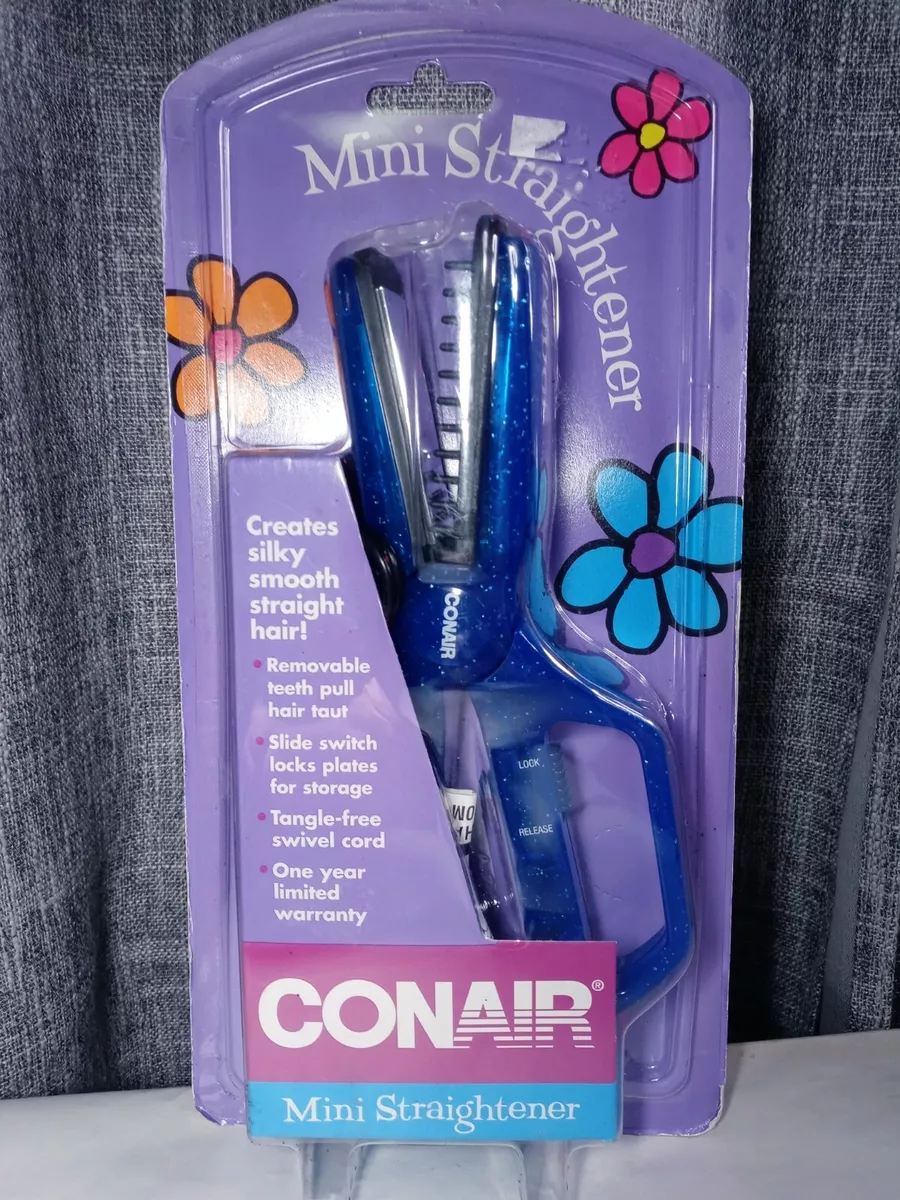 Mini Straightener
CONAIR
Creates
silky
smooth
straight
hair!
• Removable
teeth pull
hair taut
• Slide switch
locks plates
for storage
• Tangle-free
swivel cord
• One year
limited
warranty
LOCK
RELEASE
CONAIR®
Mini Straightener